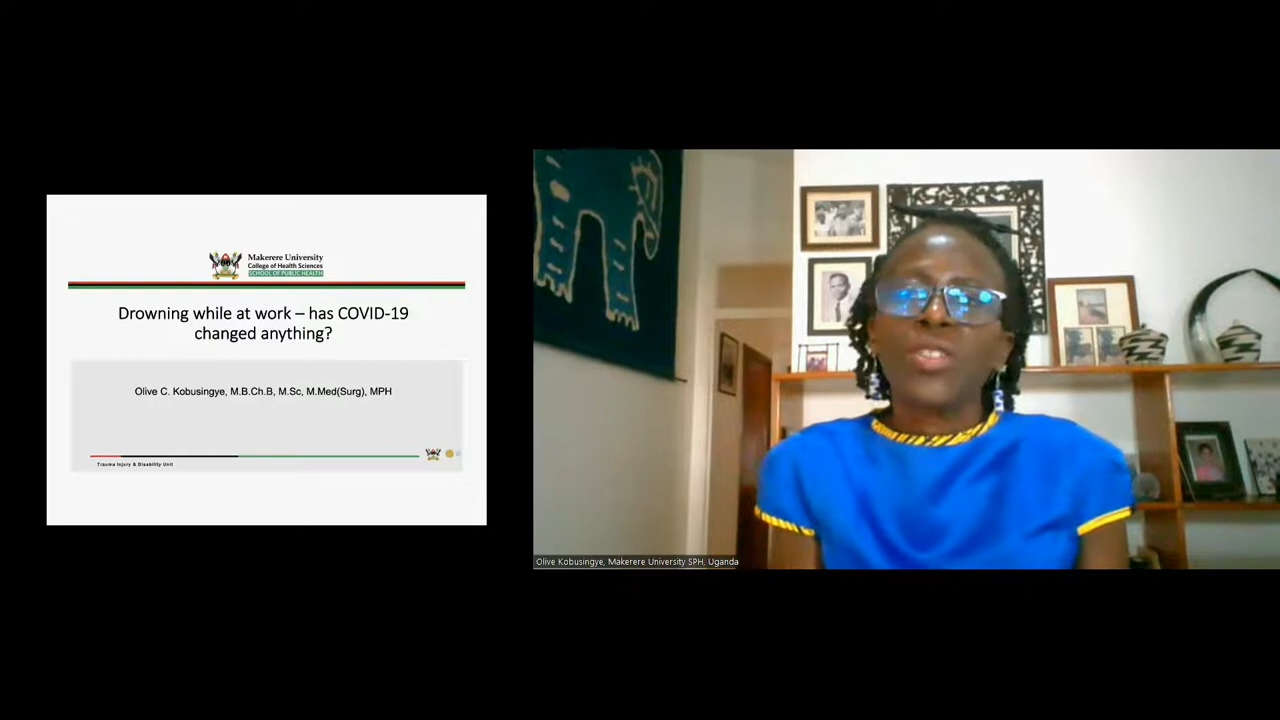 Makerere University
College of Health Sciences
SCHOOL OF PUBLIC HEALTH
Drowning while at work – has COVID-19
changed anything?
Olive C. Kobusingye, M.B.Ch.B, M.Sc, M.Med(Surg), MPH
Trauma Injury & Disability Unit
Olive Kobusingye, Makerere University SPH, Uganda